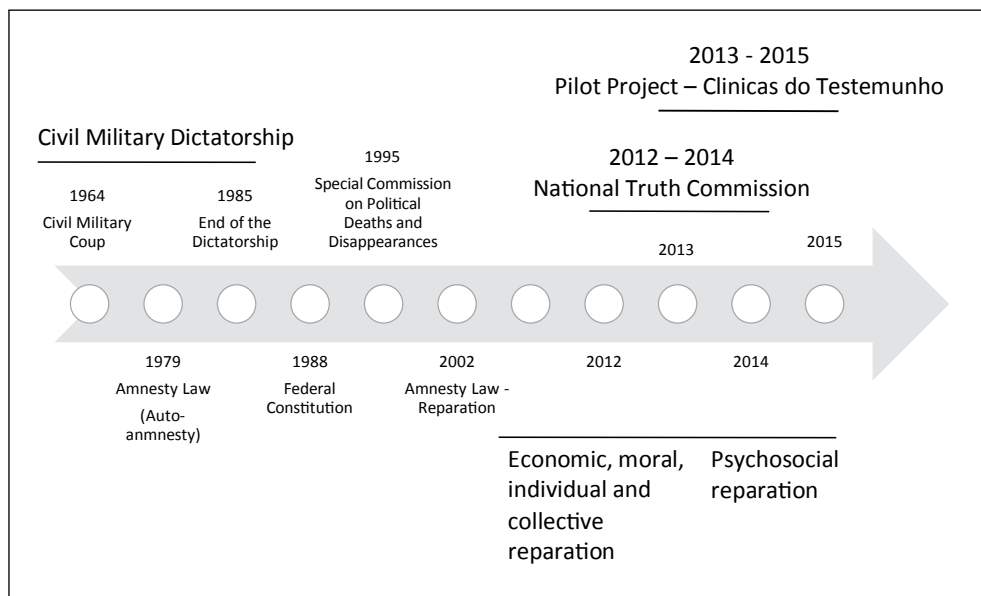 2013 - 2015
Pilot Project – Clinicas do Testemunho
Civil Military Dictatorship
2012 – 2014
National Truth Commission
1964
Civil Military
Coup
1985
End of the
Dictatorship
1995
Special Commission
on Political
Deaths and
Disappearances
2013
2015
1979
Amnesty Law
(Auto-
anmnesty)
1988
Federal
Constitution
2002
Amnesty Law -
Reparation
2012
2014
Economic, moral,
individual and
collective
reparation
Psychosocial
reparation